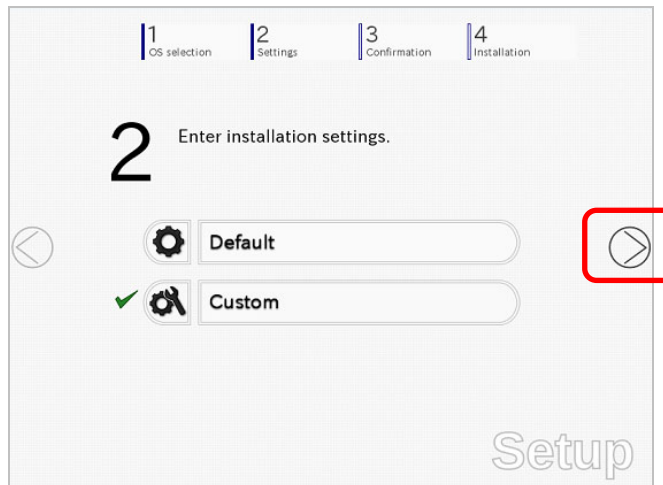 1
OS selection
2
Settings
3
Confirmation
4
Installation
2
Enter installation settings.
Default
Custom
Setup